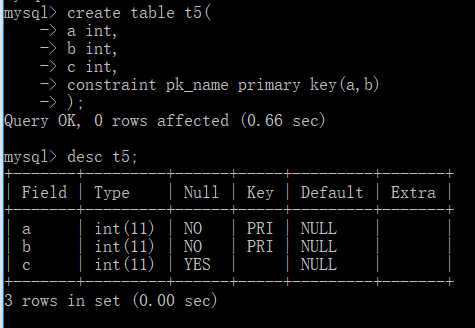 mysql> create table t5(
-> a int,
-> b int,
-> c int,
-> constraint pk_name primary key(a,b)
-> );
Query OK, 0 rows affected (0.66 sec)
mysql> desc t5;
+-------+---------+------+-----+---------+-------+
| Field | Type | Null | Key | Default | Extra |
+-------+---------+------+-----+---------+-------+
| a | int(11) | NO | PRI | NULL | |
| b | int(11) | NO | PRI | NULL | |
| c | int(11) | YES | | NULL | |
+-------+---------+------+-----+---------+-------+
3 rows in set (0.00 sec)